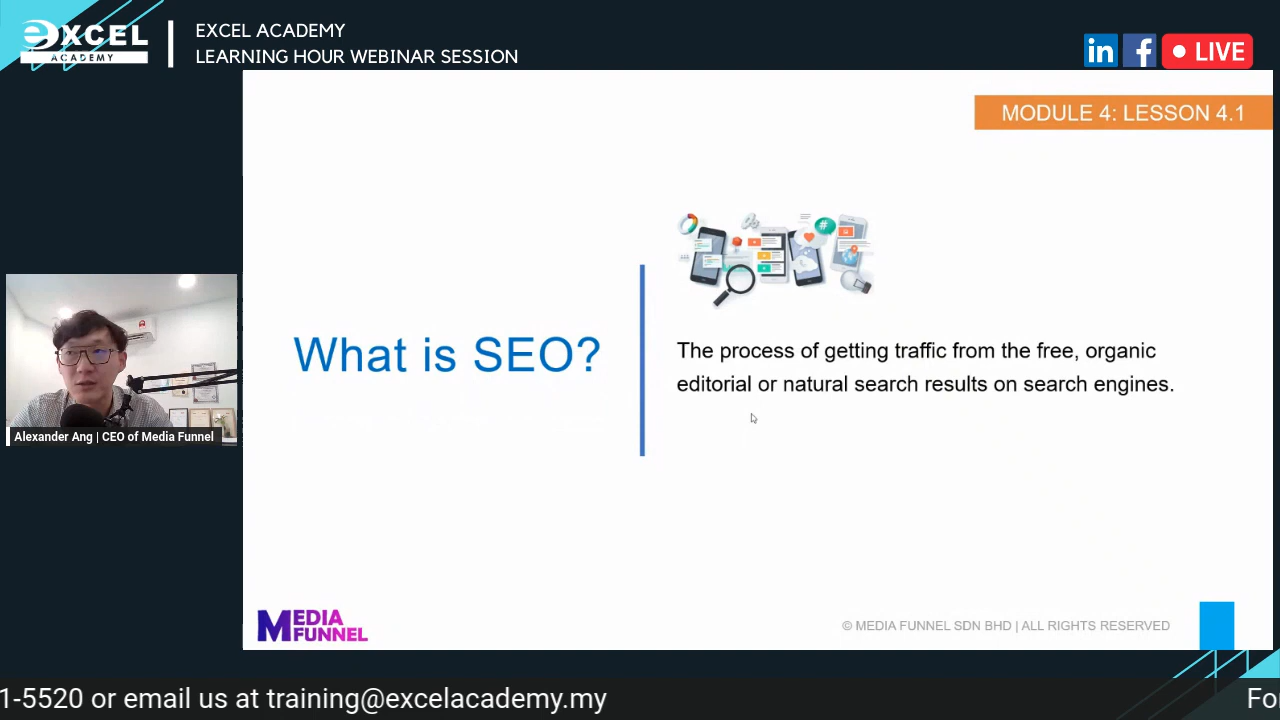 EXCEL
ACADEMY
EXCEL ACADEMY
LEARNING HOUR WEBINAR SESSION
in
f
LIVE
MODULE 4: LESSON 4.1
#
What is SEO?
The process of getting traffic from the free, organic
editorial or natural search results on search engines.
Alexander Ang | CEO of Media Funnel
MEDIA
FUNNEL
© MEDIA FUNNEL SDN BHD | ALL RIGHTS RESERVED
1-5520 or email us at training@excelacademy.my
Fo